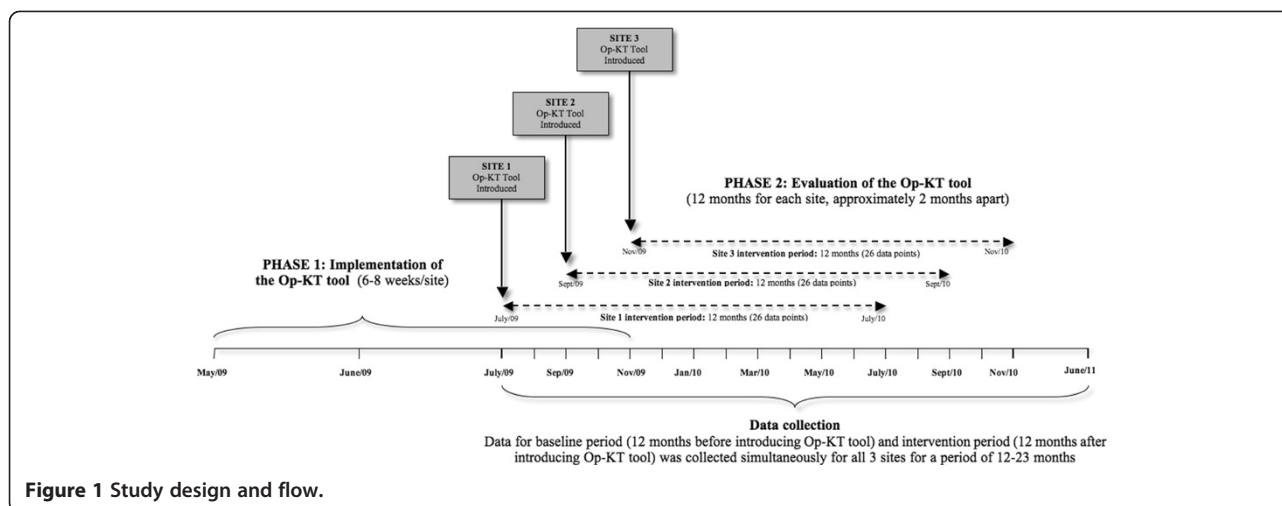 SITE 3
Op-KT Tool
Introduced
SITE 2
Op-KT Tool
Introduced
SITE 1
Op-KT Tool
Introduced
PHASE 2: Evaluation of the Op-KT tool
(12 months for each site, approximately 2 months apart)
Nov/09
Site 3 intervention period: 12 months (26 data points)
Nov/10
PHASE 1: Implementation of
the Op-KT tool (6-8 weeks/site)
Sept/09
Site 2 intervention period: 12 months (26 data points)
Sept/10
July/09
Site 1 intervention period: 12 months (26 data points)
July/10
May/09 June/09 July/09 Sep/09 Nov/09 Jan/10 Mar/10 May/10 July/10 Sept/10 Nov/10 June/11
Data collection
Data for baseline period (12 months before introducing Op-KT tool) and intervention period (12 months after
introducing Op-KT tool) was collected simultaneously for all 3 sites for a period of 12-23 months
Figure 1 Study design and flow.